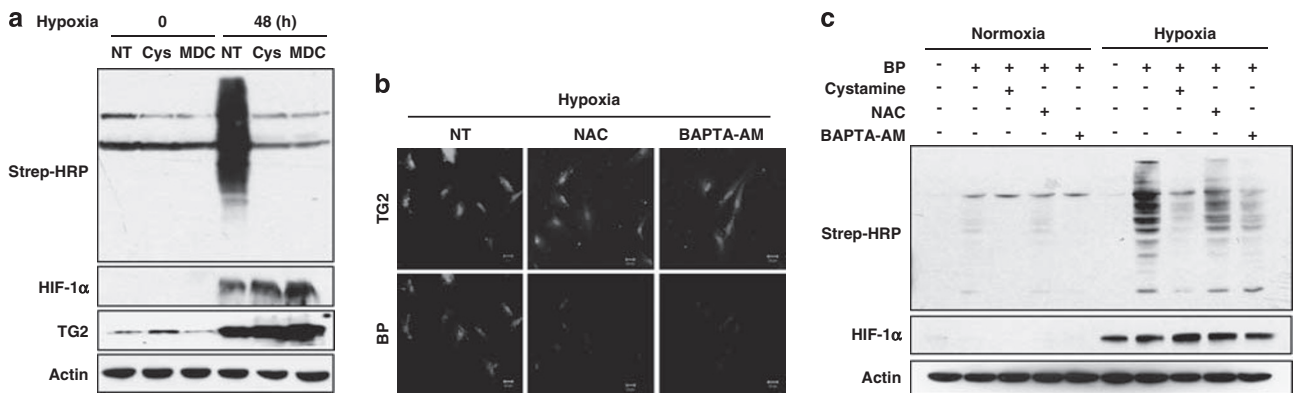 a
Hypoxia 0 48 (h)
NT Cys MDC NT Cys MDC
Strep-HRP
HIF-1α
TG2
Actin
b
Hypoxia
NT NAC BAPTA-AM
TG2
BP
c
Normoxia Hypoxia
BP - + + + + - + + + +
Cystamine - - + - - - - + - -
NAC - - - + - - - - + -
BAPTA-AM - - - - + - - - - +
Strep-HRP
HIF-1α
Actin